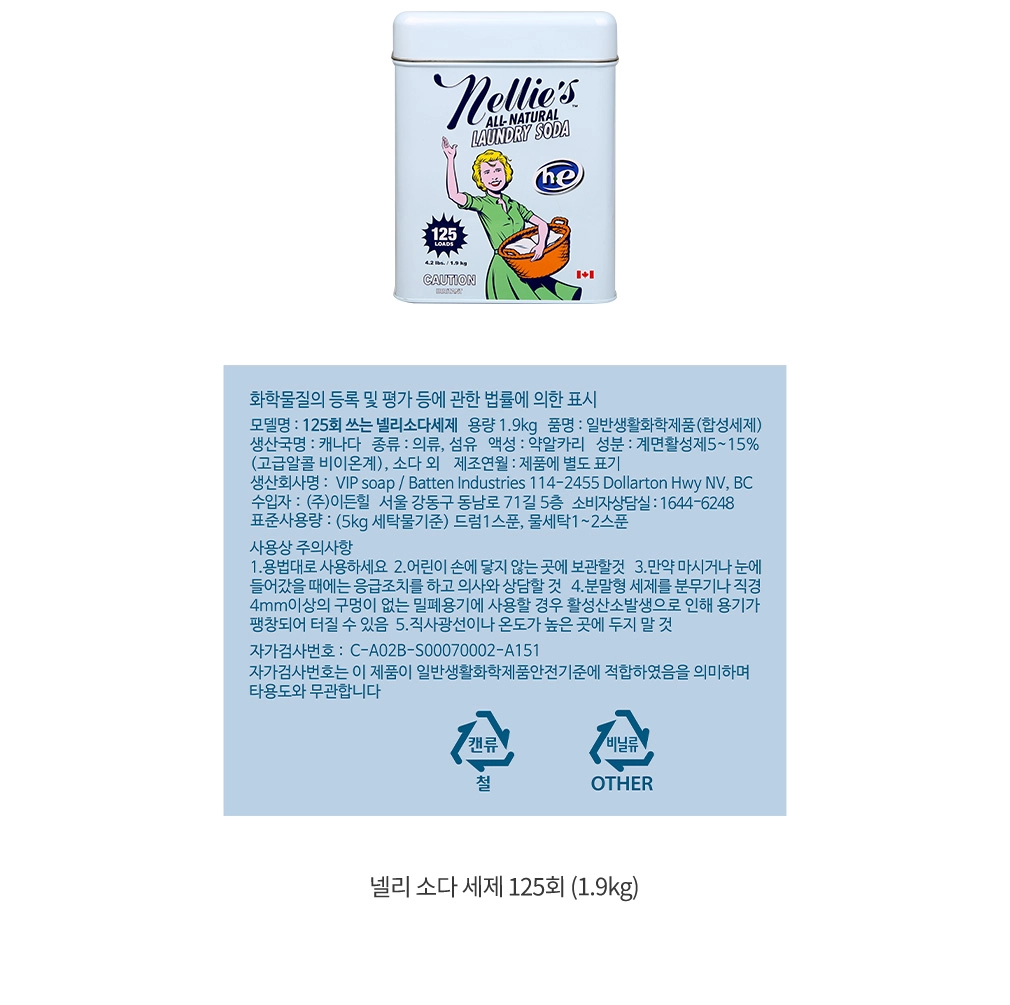 Nellie's
ALL-NATURAL
LAUNDRY SODA
he
125
LOADS
4.2 lbs. / 1.9 kg
CAUTION
IRRITANT
화학물질의 등록 및 평가 등에 관한 법률에 의한 표시
모델명 : 125회 쓰는 넬리소다세제 용량 1.9kg 품명 : 일반생활화학제품(합성세제)
생산국명 : 캐나다 종류 : 의류, 섬유 액성 : 약알카리 성분 : 계면활성제5~15%
(고급알콜 비이온계), 소다 외 제조연월 : 제품에 별도 표기
생산회사명 : VIP soap / Batten Industries 114-2455 Dollarton Hwy NV, BC
수입자 : (주)이든힐 서울 강동구 동남로 71길 5층 소비자상담실 : 1644-6248
표준사용량 : (5kg 세탁물기준) 드럼1스푼, 물세탁1~2스푼
사용상 주의사항
1.용법대로 사용하세요 2.어린이 손에 닿지 않는 곳에 보관할것 3.만약 마시거나 눈에
들어갔을 때에는 응급조치를 하고 의사와 상담할 것 4.분말형 세제를 분무기나 직경
4mm이상의 구멍이 없는 밀폐용기에 사용할 경우 활성산소발생으로 인해 용기가
팽창되어 터질 수 있음 5.직사광선이나 온도가 높은 곳에 두지 말 것
자가검사번호 : C-A02B-S00070002-A151
자가검사번호는 이 제품이 일반생활화학제품안전기준에 적합하였음을 의미하며
타용도와 무관합니다
캔류
철
비닐류
OTHER
넬리 소다 세제 125회 (1.9kg)